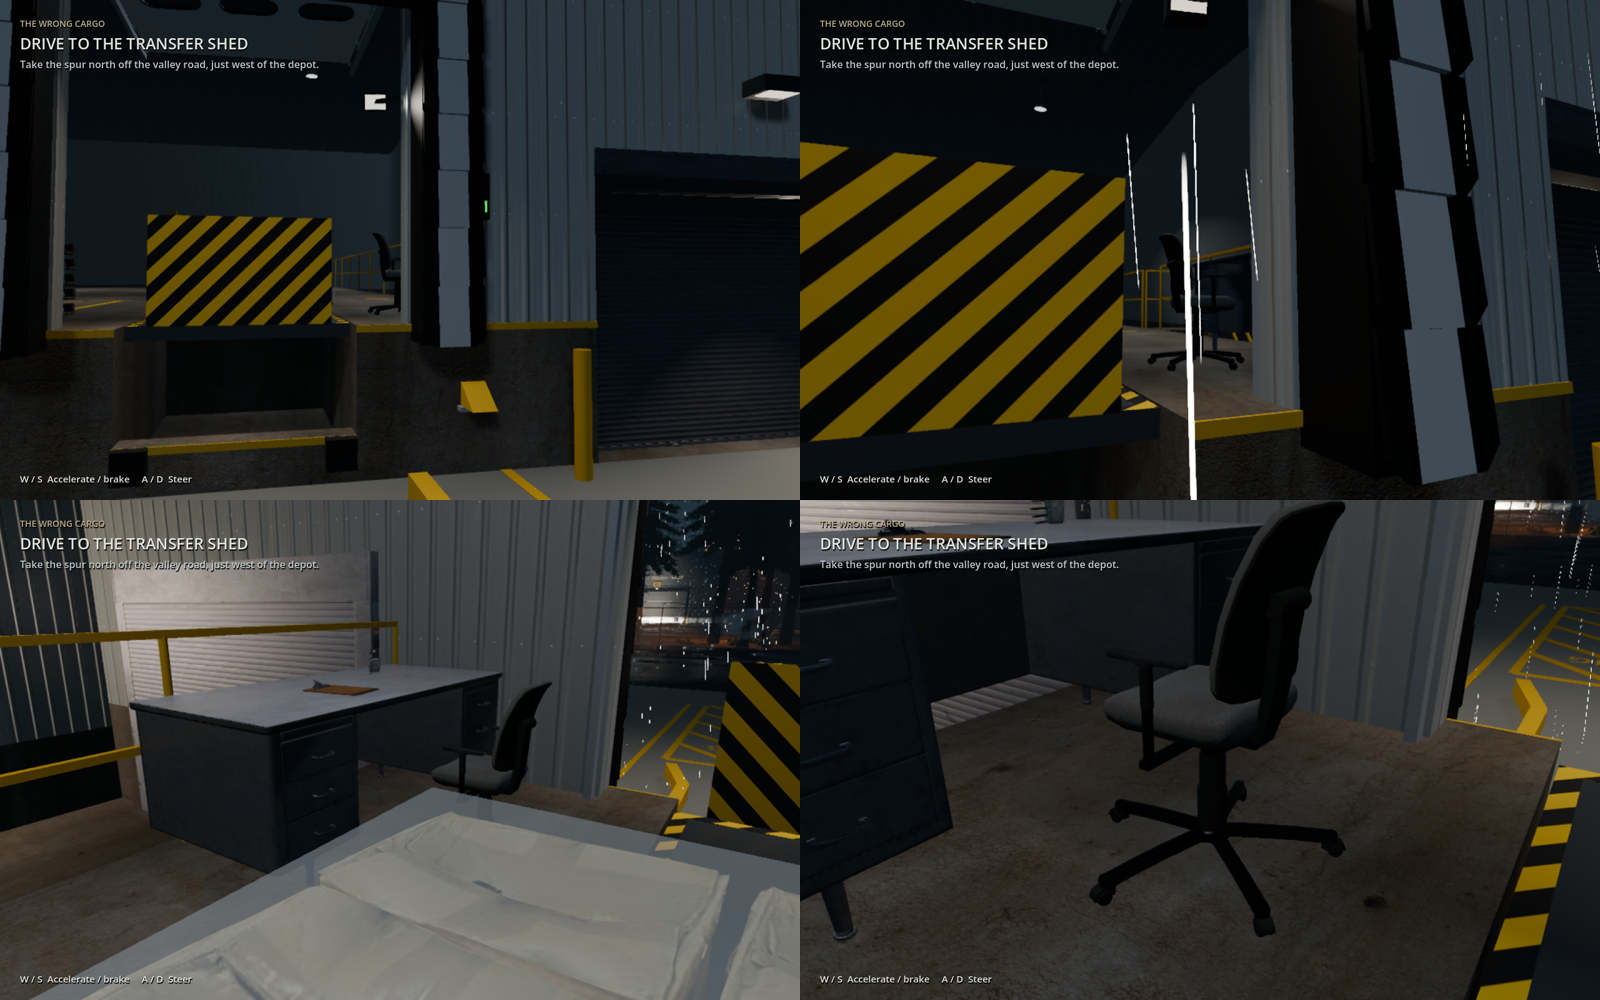 THE WRONG CARGO
DRIVE TO THE TRANSFER SHED
Take the spur north off the valley road, just west of the depot.
W / S Accelerate / brake A / D Steer
THE WRONG CARGO
DRIVE TO THE TRANSFER SHED
Take the spur north off the valley road, just west of the depot.
W / S Accelerate / brake A / D Steer
THE WRONG CARGO
DRIVE TO THE TRANSFER SHED
Take the spur north off the valley road, just west of the depot.
W / S Accelerate / brake A / D Steer
THE WRONG CARGO
DRIVE TO THE TRANSFER SHED
Take the spur north off the valley road, just west of the depot.
W / S Accelerate / brake A / D Steer